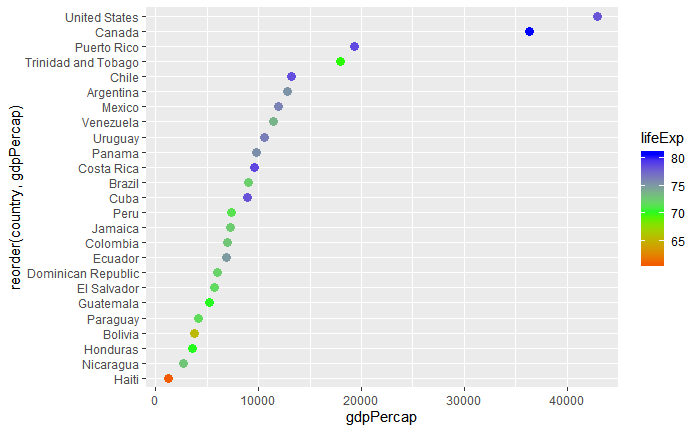 United States
Canada
Puerto Rico
Trinidad and Tobago
Chile
Argentina
Mexico
Venezuela
Uruguay
Panama
Costa Rica
Brazil
Cuba
Peru
Jamaica
Colombia
Ecuador
Dominican Republic
El Salvador
Guatemala
Paraguay
Bolivia
Honduras
Nicaragua
Haiti
reorder(country, gdpPercap)
0 10000 20000 30000 40000
gdpPercap
lifeExp
80
75
70
65